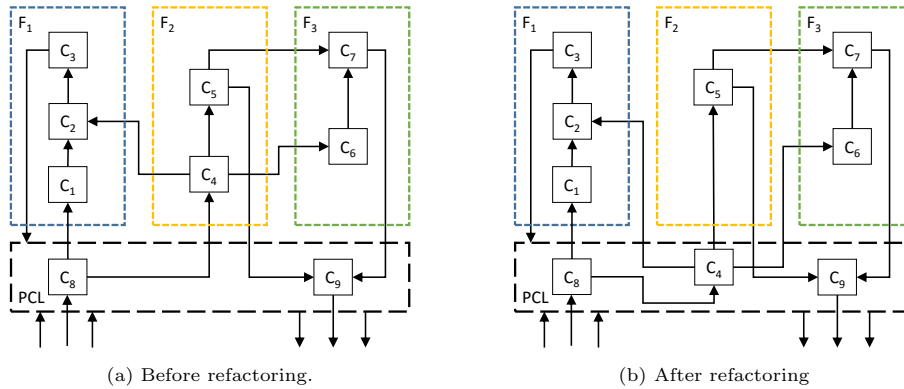 F₁
F₂
F₃
C₃
C₇
C₅
C₂
C₆
C₁
C₄
C₈
C₉
PCL
(a) Before refactoring.
F₁
F₂
F₃
C₃
C₇
C₅
C₂
C₆
C₁
C₄
C₈
C₉
PCL
(b) After refactoring